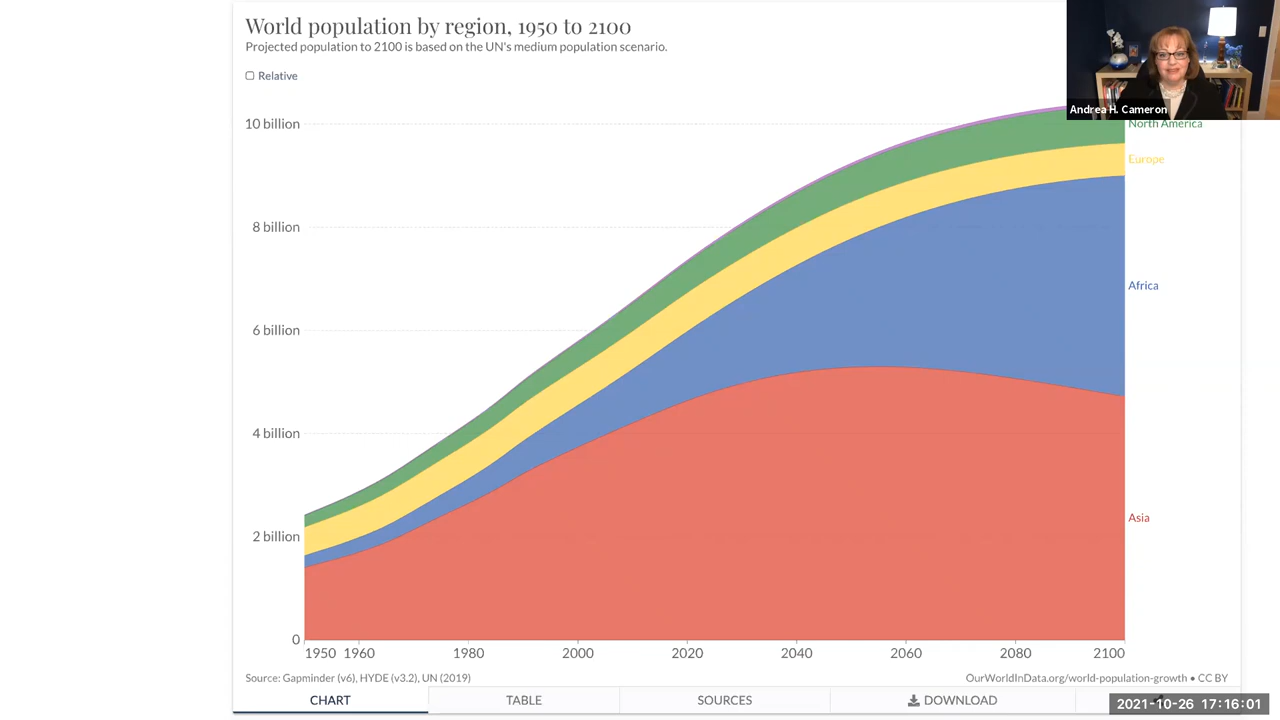 World population by region, 1950 to 2100
Projected population to 2100 is based on the UN's medium population scenario.
Relative
Andrea H. Cameron
10 billion
North America
Europe
8 billion
Africa
6 billion
4 billion
Asia
2 billion
0
1950 1960 1980 2000 2020 2040 2060 2080 2100
Source: Gapminder (v6), HYDE (v3.2), UN (2019)
OurWorldInData.org/world-population-growth • CC BY
CHART TABLE SOURCES DOWNLOAD
2021-10-26 17:16:01